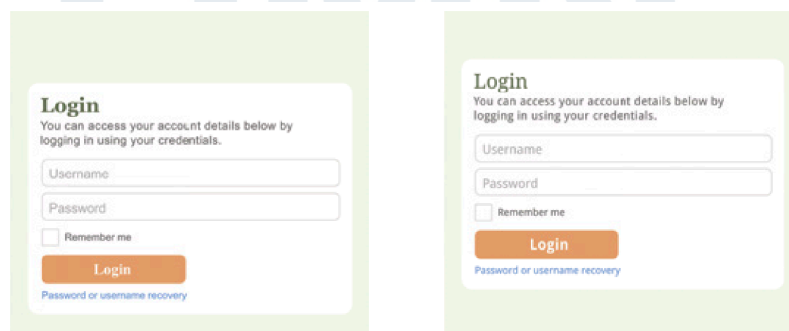 Login
You can access your account details below by
logging in using your credentials.
Username
Password
Remember me
Login
Password or username recovery
Login
You can access your account details below by
logging in using your credentials.
Username
Password
Remember me
Login
Password or username recovery